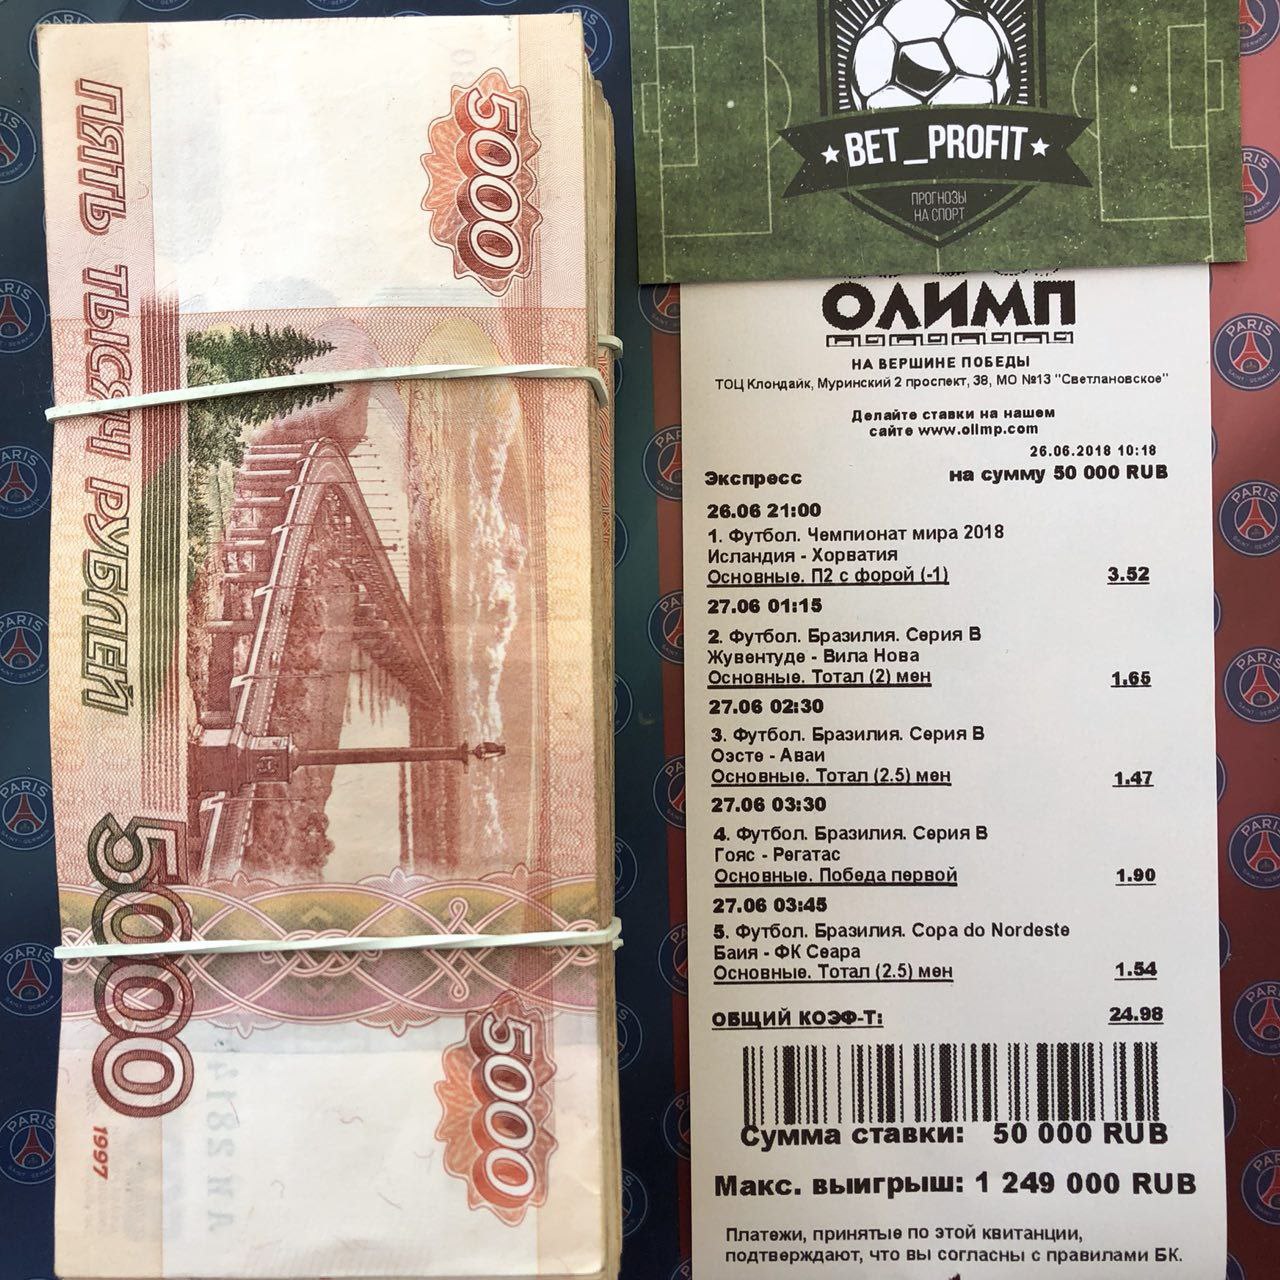 ПЯТЬ ТЫСЯЧ РУБЛЕЙ
5000
5000
5000
1997
BET_PROFIT
ПРОГНОЗЫ
НА СПОРТ
ОЛИМП
НА ВЕРШИНЕ ПОБЕДЫ
ТОЦ Клондайк, Муринский 2 проспект, 38, МО №13 "Светлановское"
Делайте ставки на нашем
сайте www.olimp.com
26.06.2018 10:18
Экспресс на сумму 50 000 RUB
26.06 21:00
1. Футбол. Чемпионат мира 2018
Исландия - Хорватия
Основные. П2 с форой (-1) 3.52
27.06 01:15
2. Футбол. Бразилия. Серия В
Жувентуде - Вила Нова
Основные. Тотал (2) мен 1.65
27.06 02:30
3. Футбол. Бразилия. Серия В
Оэсте - Аваи
Основные. Тотал (2.5) мен 1.47
27.06 03:30
4. Футбол. Бразилия. Серия В
Гояс - Регатас
Основные. Победа первой 1.90
27.06 03:45
5. Футбол. Бразилия. Copa do Nordeste
Баия - ФК Сеара
Основные. Тотал (2.5) мен 1.54
ОБЩИЙ КОЭФ-Т: 24.98
Сумма ставки: 50 000 RUB
Макс. выигрыш: 1 249 000 RUB
Платежи, принятые по этой квитанции,
подтверждают, что вы согласны с правилами БК.
PARIS
SAINT-GERMAIN